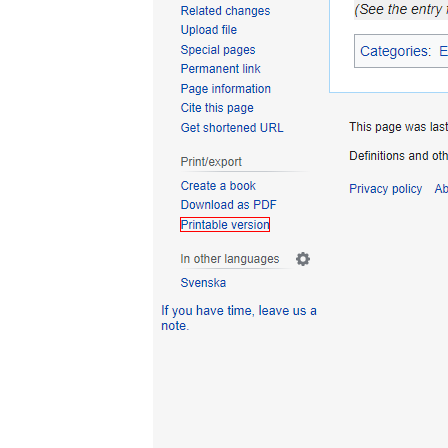 Related changes
Upload file
Special pages
Permanent link
Page information
Cite this page
Get shortened URL
Print/export
Create a book
Download as PDF
Printable version
In other languages
Svenska
If you have time, leave us a
note.
(See the entry
Categories: E
This page was last
Definitions and oth
Privacy policy Ab